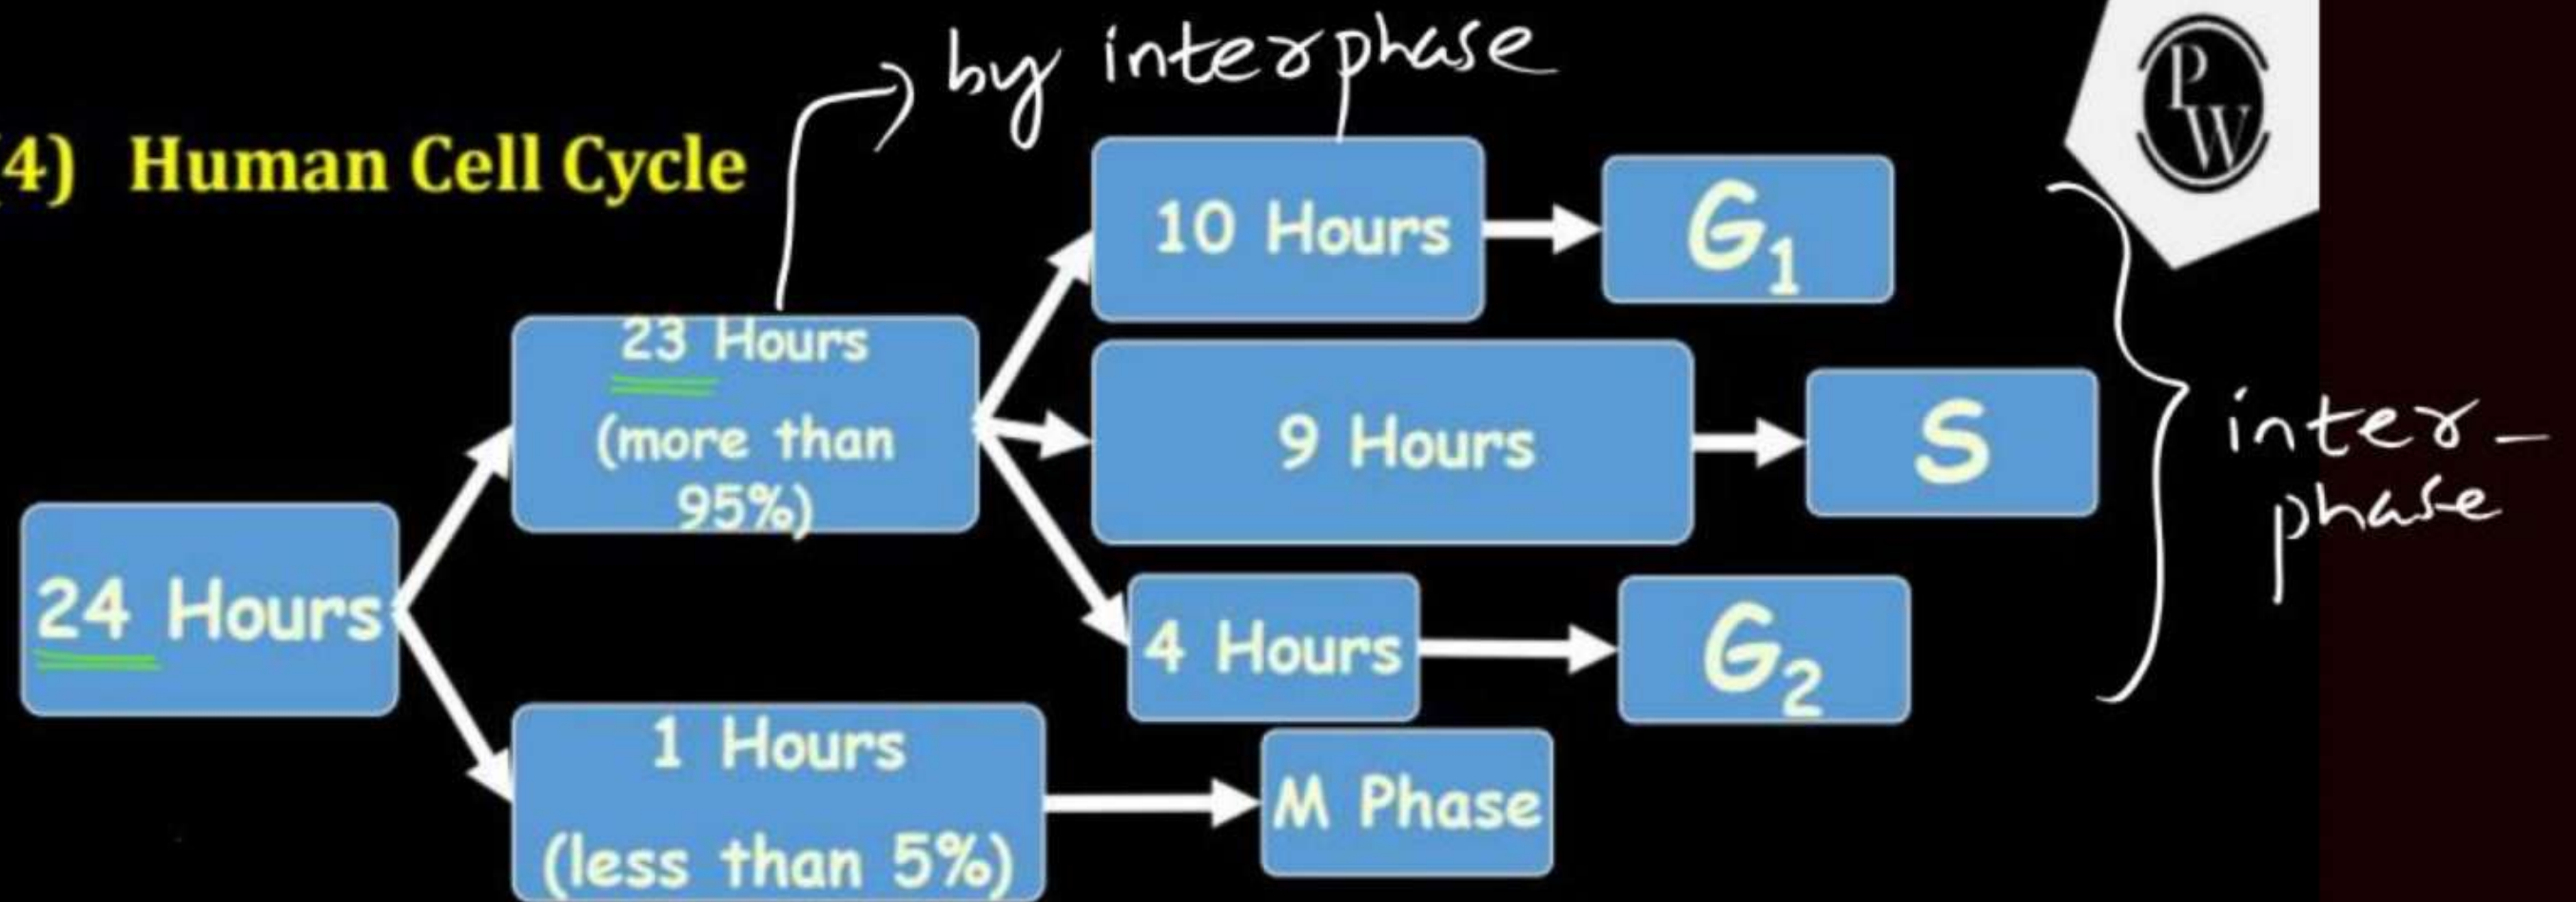 by interphase
(4) Human Cell Cycle
P
W
10 Hours
G₁
23 Hours
(more than
95%)
9 Hours
S
inter-
phase
24 Hours
4 Hours
G₂
1 Hours
(less than 5%)
M Phase